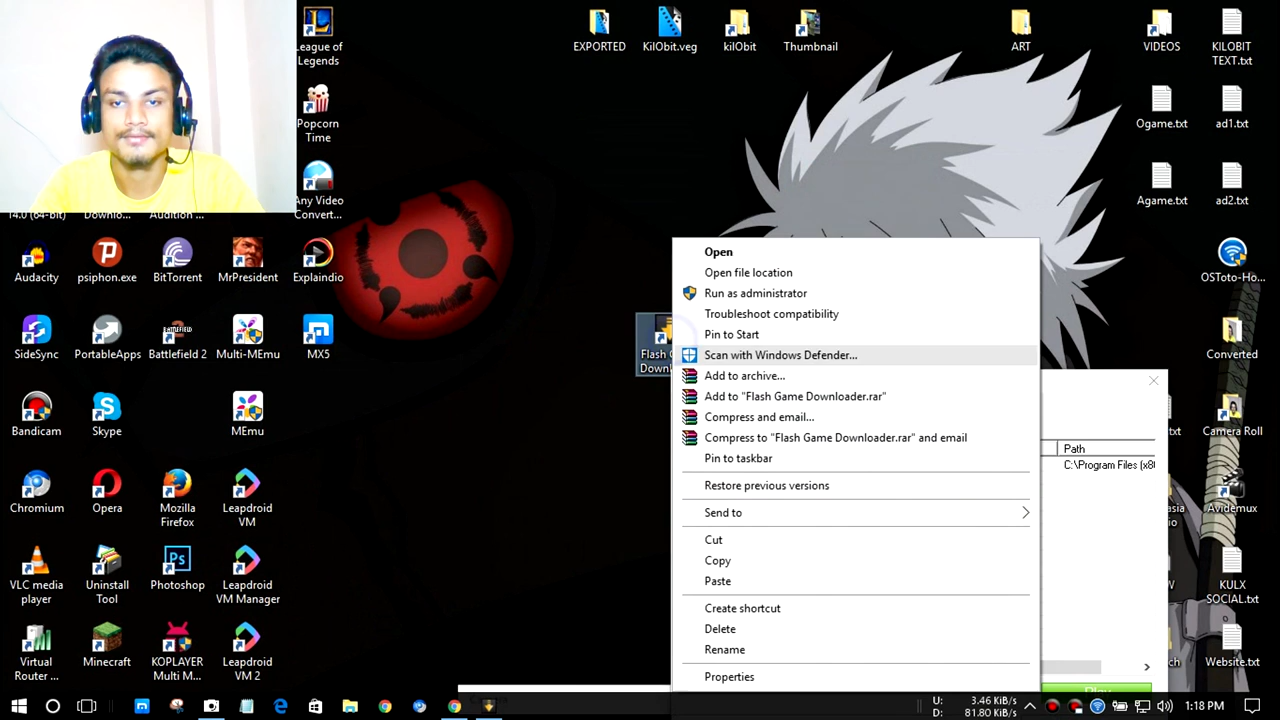 League of
Legends
EXPORTED
KilObit.veg
kilObit
Thumbnail
ART
VIDEOS
KILOBIT
TEXT.txt
Popcorn
Time
Ogame.txt
ad1.txt
Any Video
Convert...
Agame.txt
ad2.txt
14.0 (64-bit)
Downlo...
Audition ...
Audacity
psiphon.exe
BitTorrent
MrPresident
Explaindio
OSToto-Ho...
SideSync
PortableApps
Battlefield 2
Multi-MEmu
MX5
Converted
Bandicam
Skype
MEmu
Camera Roll
Chromium
Opera
Mozilla
Firefox
Leapdroid
VM
Avidemux
VLC media
player
Uninstall
Tool
Photoshop
Leapdroid
VM Manager
KULX
SOCIAL.txt
Virtual
Router ...
Minecraft
KOPLAYER
Multi M...
Leapdroid
VM 2
Website.txt
Open
Open file location
Run as administrator
Troubleshoot compatibility
Pin to Start
Scan with Windows Defender...
Add to archive...
Add to "Flash Game Downloader.rar"
Compress and email...
Compress to "Flash Game Downloader.rar" and email
Pin to taskbar
Restore previous versions
Send to
Cut
Copy
Paste
Create shortcut
Delete
Rename
Properties
Path
C:\Program Files (x8
Play
U: 3.46 KiB/s
D: 81.80 KiB/s
1:18 PM